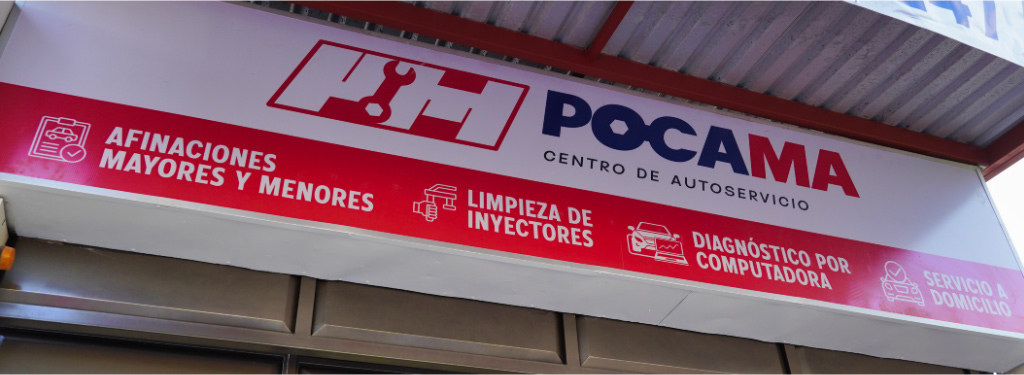 POCAMA
CENTRO DE AUTOSERVICIO
AFINACIONES
MAYORES Y MENORES
LIMPIEZA DE
INYECTORES
DIAGNÓSTICO POR
COMPUTADORA
SERVICIO A
DOMICILIO